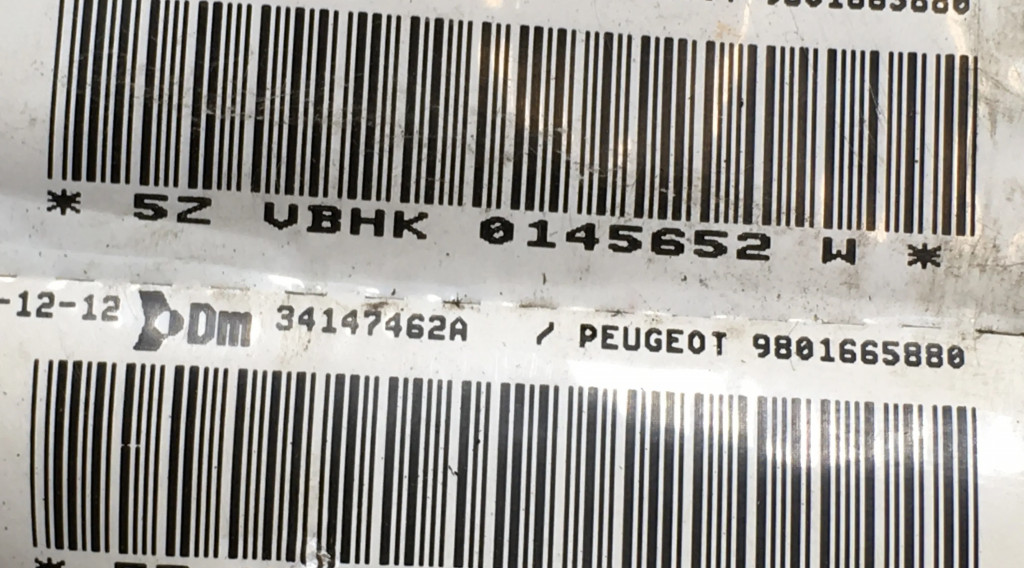 * 5Z VBHK 0145652 W *
-12-12 Dm 34147462A / PEUGEOT 9801665880